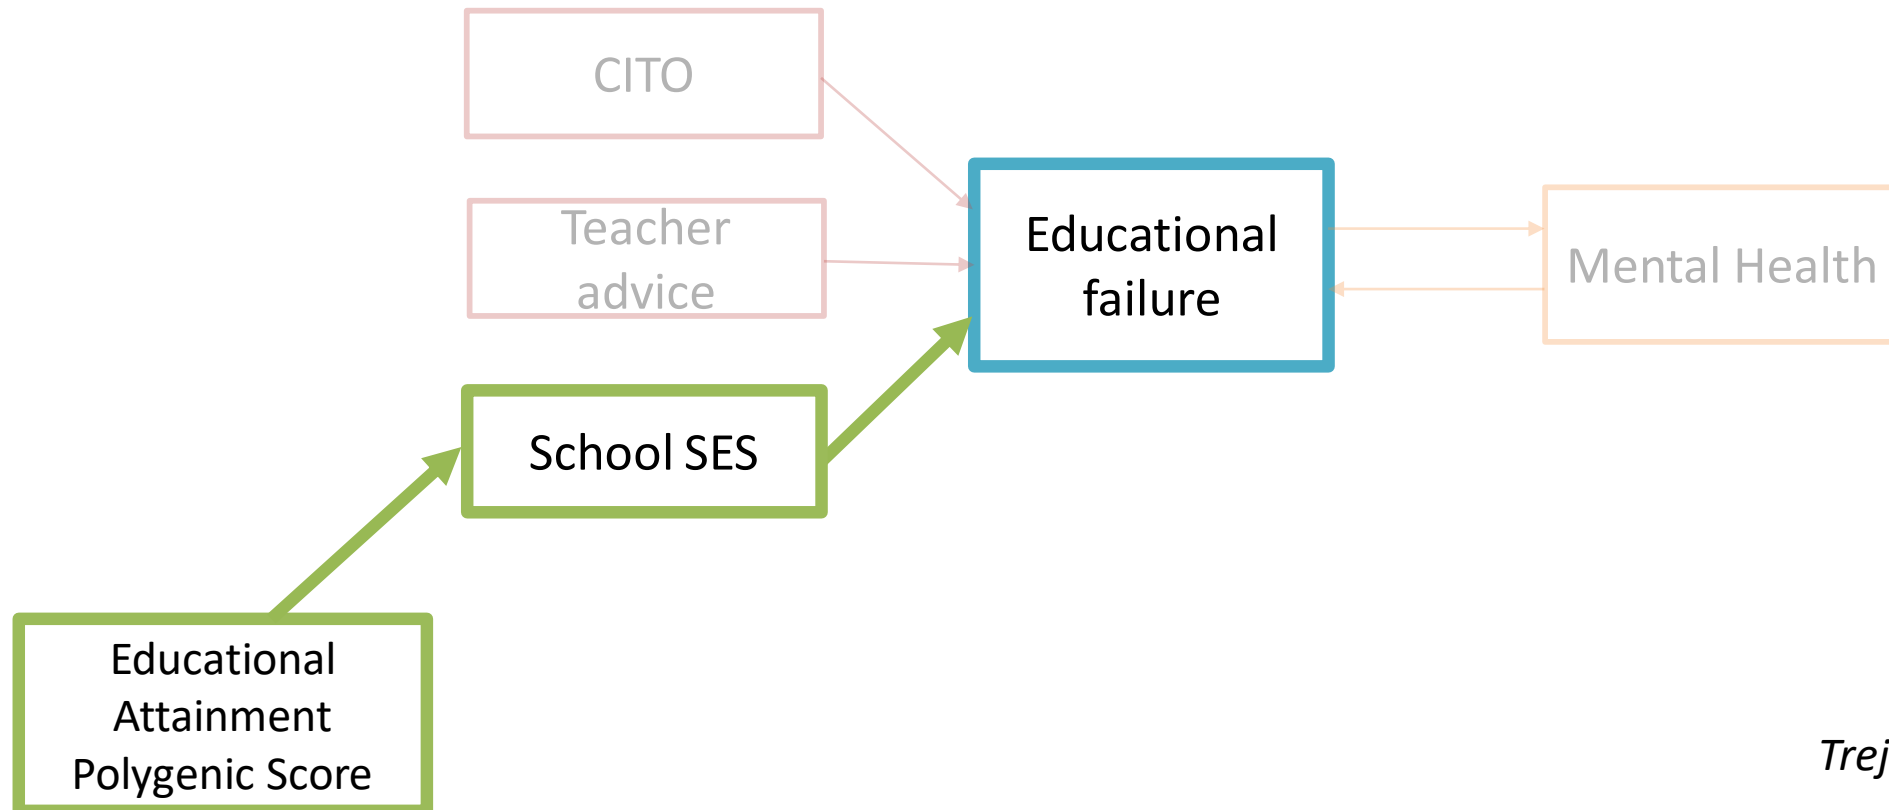 CITO
Teacher
advice
Educational
failure
Mental Health
School SES
Educational
Attainment
Polygenic Score
Trej